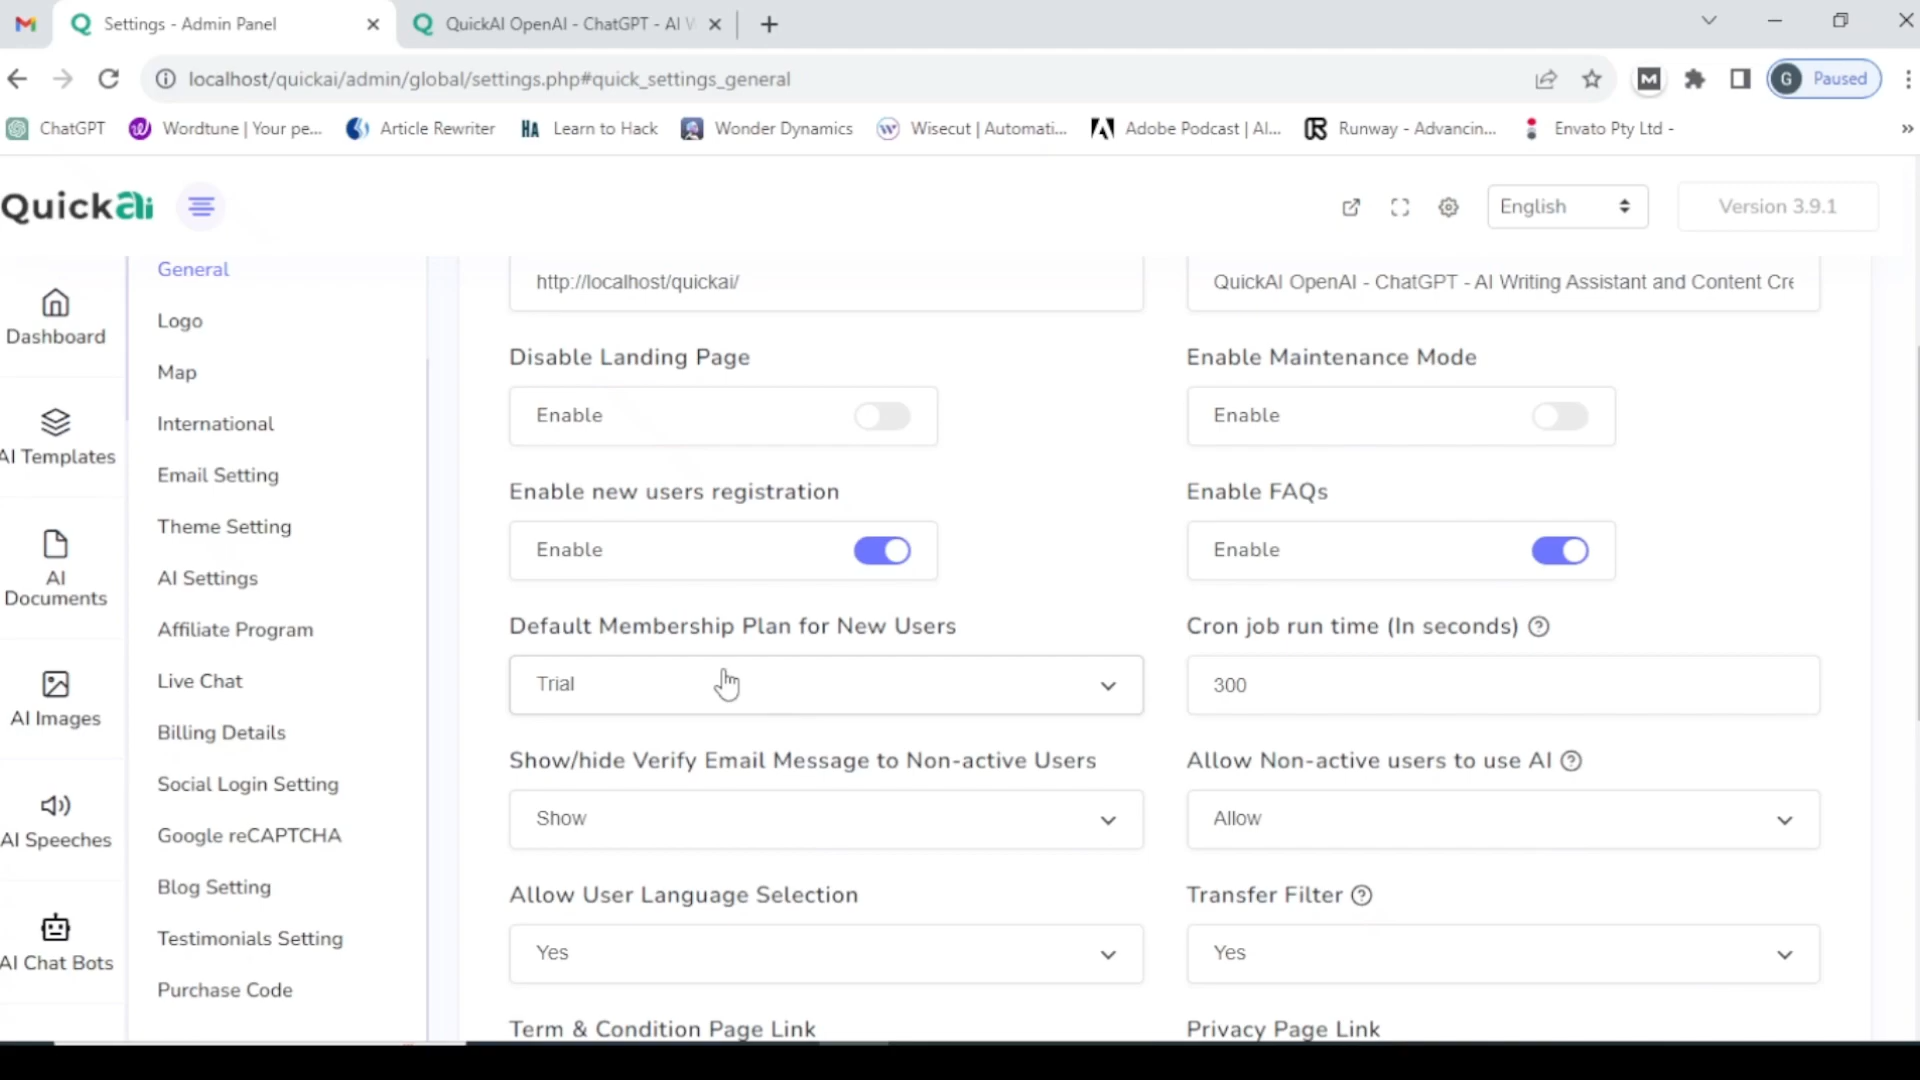 Settings - Admin Panel
QuickAI OpenAI - ChatGPT - AI W
localhost/quickai/admin/global/settings.php#quick_settings_general
G Paused
ChatGPT
Wordtune | Your pe...
Article Rewriter
HA Learn to Hack
Wonder Dynamics
Wisecut | Automati...
Adobe Podcast | AI...
Runway - Advancin...
Envato Pty Ltd -
»
Quickai
English
Version 3.9.1
Dashboard
AI Templates
AI
Documents
AI Images
AI Speeches
AI Chat Bots
General
Logo
Map
International
Email Setting
Theme Setting
AI Settings
Affiliate Program
Live Chat
Billing Details
Social Login Setting
Google reCAPTCHA
Blog Setting
Testimonials Setting
Purchase Code
http://localhost/quickai/
QuickAI OpenAI - ChatGPT - AI Writing Assistant and Content Cre
Disable Landing Page
Enable
Enable Maintenance Mode
Enable
Enable new users registration
Enable
Enable FAQs
Enable
Default Membership Plan for New Users
Trial
Cron job run time (In seconds) ?
300
Show/hide Verify Email Message to Non-active Users
Show
Allow Non-active users to use AI ?
Allow
Allow User Language Selection
Yes
Transfer Filter ?
Yes
Term & Condition Page Link
Privacy Page Link